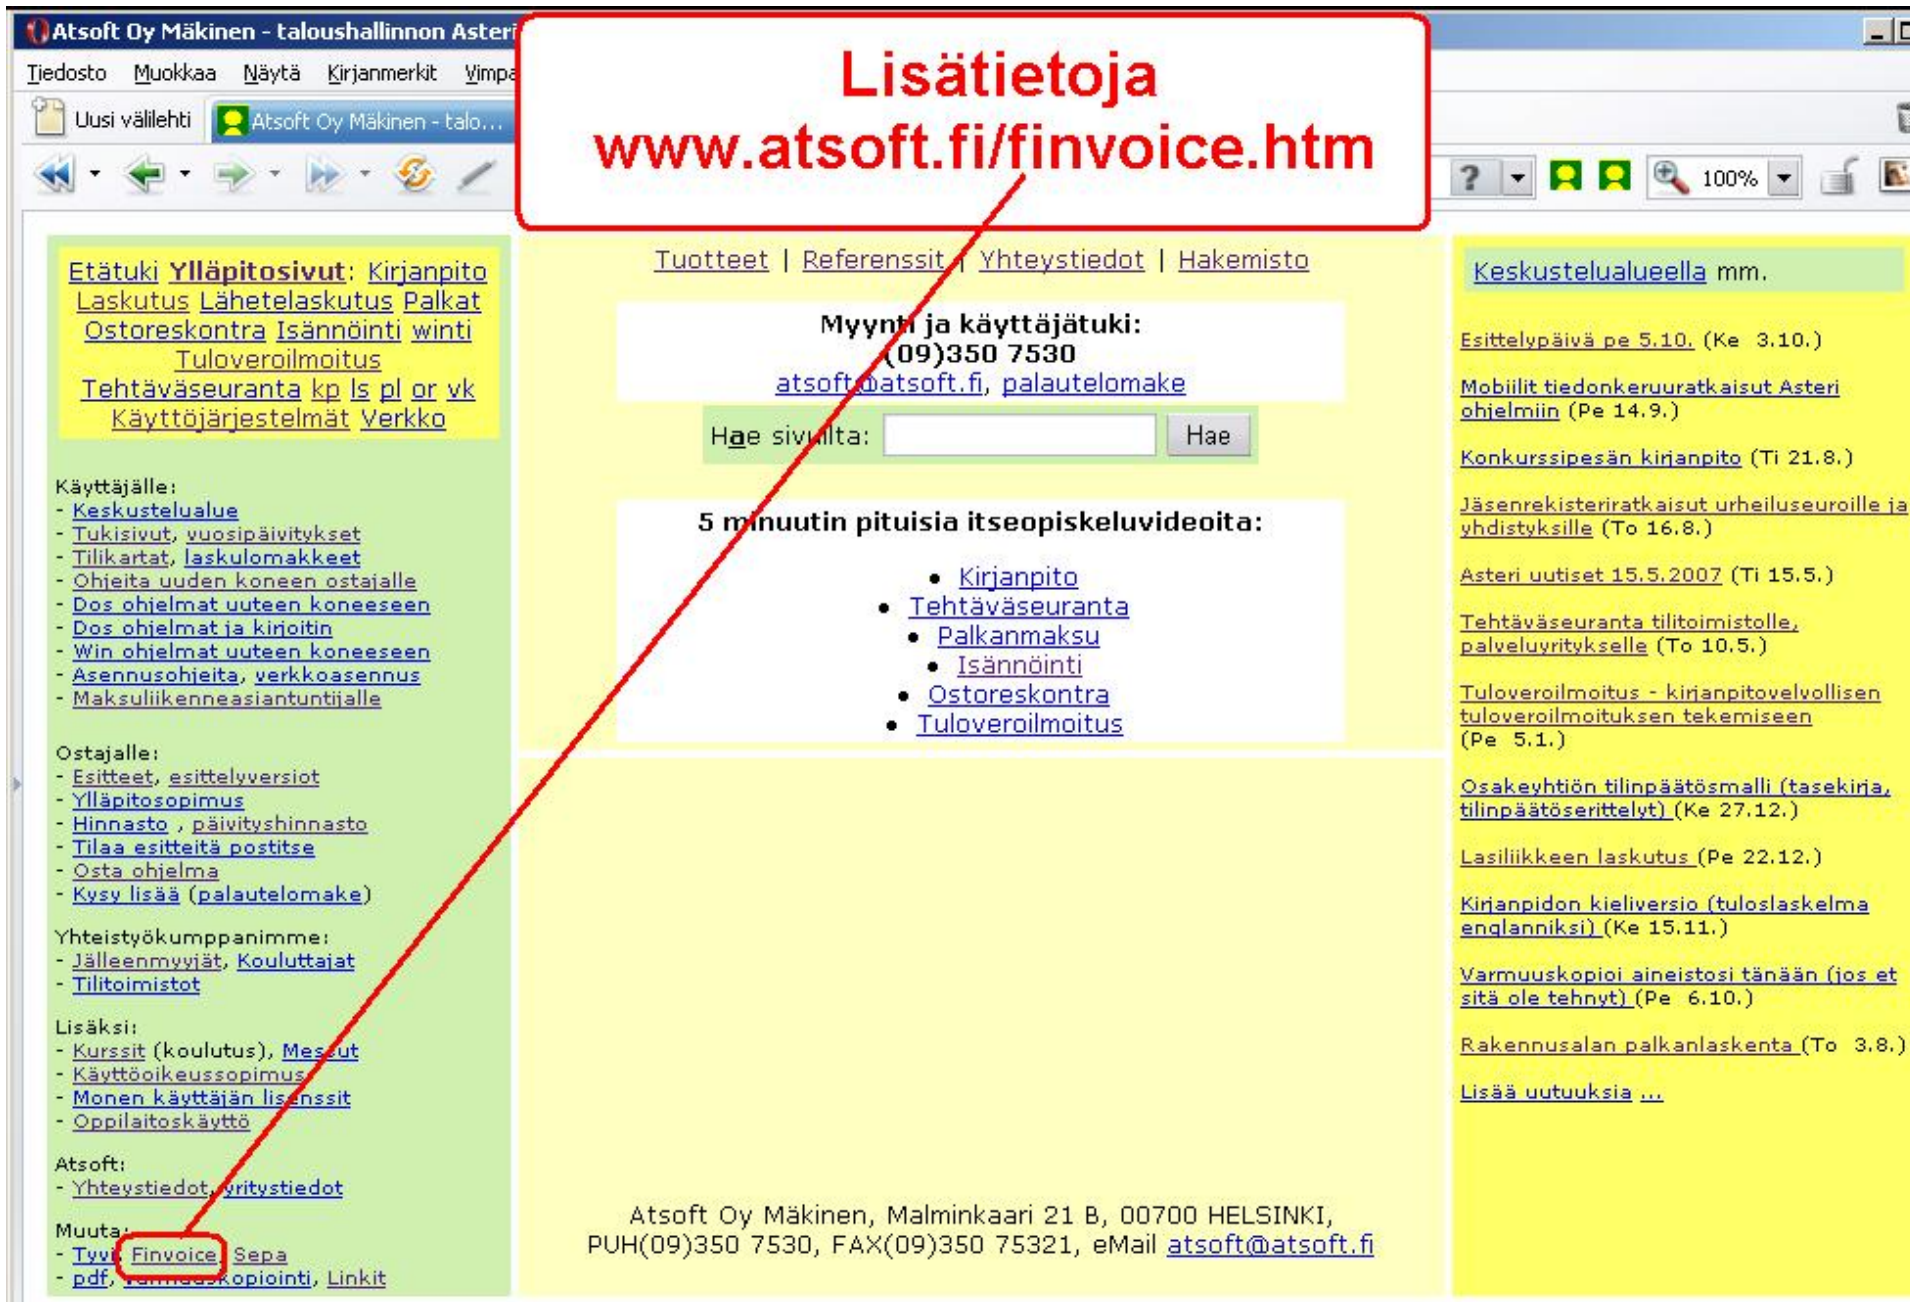 Atsoft Oy Mäkinen - taloushallinnon Asteri
Tiedosto Muokkaa Näytä Kirjanmerkit Vimpa
Uusi välilehti Atsoft Oy Mäkinen - talo...
Lisätietoja
www.atsoft.fi/finvoice.htm
? 100%
Etätuki Ylläpitosivut: Kirjanpito
Laskutus Lähetelaskutus Palkat
Ostoreskontra Isännöinti winti
Tuloveroilmoitus
Tehtäväseuranta kp ls pl or vk
Käyttöjärjestelmät Verkko
Käyttäjälle:
- Keskustelualue
- Tukisivut, vuosipäivitykset
- Tilikartat, laskulomakkeet
- Ohjeita uuden koneen ostajalle
- Dos ohjelmat uuteen koneeseen
- Dos ohjelmat ja kirjoitin
- Win ohjelmat uuteen koneeseen
- Asennusohjeita, verkkoasennus
- Maksuliikenneasiantuntijalle
Ostajalle:
- Esitteet, esittelyversiot
- Ylläpitosopimus
- Hinnasto , päivityshinnasto
- Tilaa esitteitä postitse
- Osta ohjelma
- Kysy lisää (palautelomake)
Yhteistyökumppanimme:
- Jälleenmyyjät, Kouluttajat
- Tilitoimistot
Lisäksi:
- Kurssit (koulutus), Messut
- Käyttöoikeussopimus
- Monen käyttäjän lisenssit
- Oppilaitoskäyttö
Atsoft:
- Yhteystiedot, yritystiedot
Muuta:
- Tyvi, Finvoice, Sepa
- pdf, Varmuuskopiointi, Linkit
Tuotteet | Referenssit | Yhteystiedot | Hakemisto
Myynti ja käyttäjätuki:
(09)350 7530
atsoft@atsoft.fi, palautelomake
Hae sivuilta: Hae
5 minuutin pituisia itseopiskeluvideoita:
• Kirjanpito
• Tehtäväseuranta
• Palkanmaksu
• Isännöinti
• Ostoreskontra
• Tuloveroilmoitus
Atsoft Oy Mäkinen, Malminkaari 21 B, 00700 HELSINKI,
PUH(09)350 7530, FAX(09)350 75321, eMail atsoft@atsoft.fi
Keskustelualueella mm.
Esittelypäivä pe 5.10. (Ke 3.10.)
Mobiilit tiedonkeruuratkaisut Asteri
ohjelmiin (Pe 14.9.)
Konkurssipesän kirjanpito (Ti 21.8.)
Jäsenrekisteriratkaisut urheiluseuroille ja
yhdistyksille (To 16.8.)
Asteri uutiset 15.5.2007 (Ti 15.5.)
Tehtäväseuranta tilitoimistolle,
palveluyritykselle (To 10.5.)
Tuloveroilmoitus - kirjanpitovelvollisen
tuloveroilmoituksen tekemiseen
(Pe 5.1.)
Osakeyhtiön tilinpäätösmalli (tasekirja,
tilinpäätöserittelyt) (Ke 27.12.)
Lasiliikkeen laskutus (Pe 22.12.)
Kirjanpidon kieliversio (tuloslaskelma
englanniksi) (Ke 15.11.)
Varmuuskopioi aineistosi tänään (jos et
sitä ole tehnyt) (Pe 6.10.)
Rakennusalan palkanlaskenta (To 3.8.)
Lisää uutuuksia ...